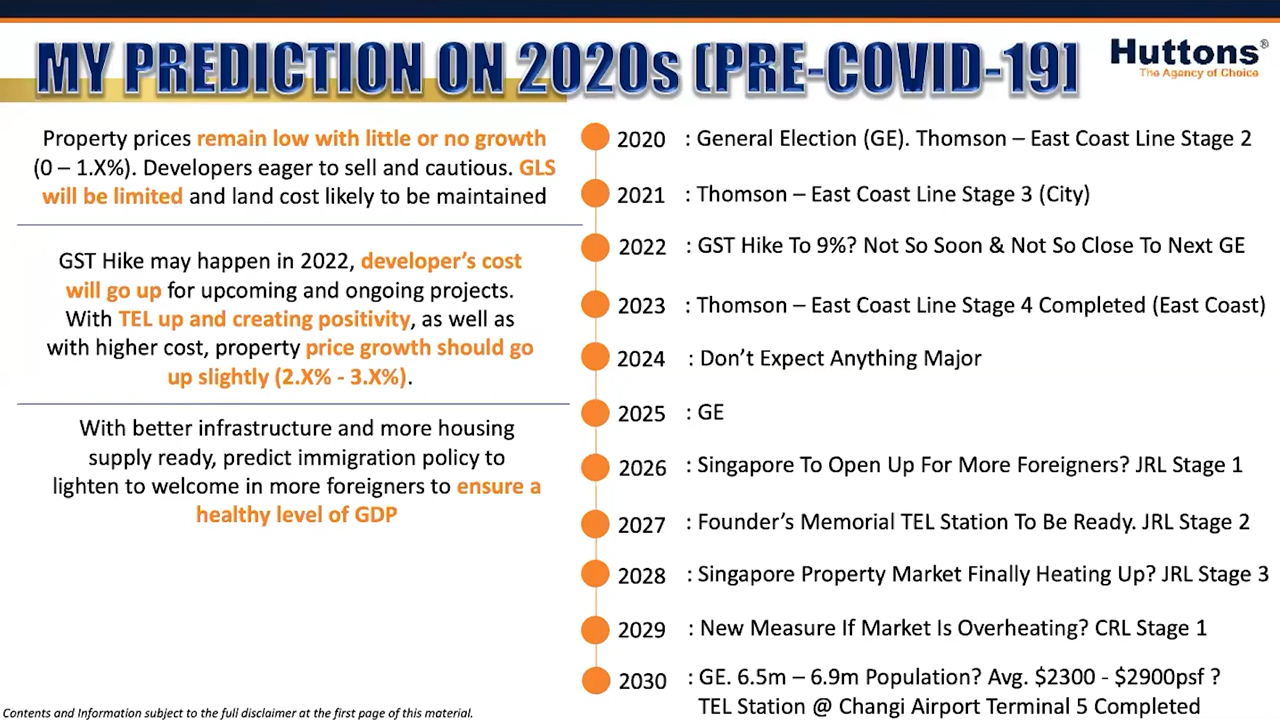 MY PREDICTION ON 2020s [PRE-COVID-19]
Huttons®
The Agency of Choice
Property prices remain low with little or no growth
(0 – 1.X%). Developers eager to sell and cautious. GLS
will be limited and land cost likely to be maintained
GST Hike may happen in 2022, developer’s cost
will go up for upcoming and ongoing projects.
With TEL up and creating positivity, as well as
with higher cost, property price growth should go
up slightly (2.X% - 3.X%).
With better infrastructure and more housing
supply ready, predict immigration policy to
lighten to welcome in more foreigners to ensure a
healthy level of GDP
2020 : General Election (GE). Thomson – East Coast Line Stage 2
2021 : Thomson – East Coast Line Stage 3 (City)
2022 : GST Hike To 9%? Not So Soon & Not So Close To Next GE
2023 : Thomson – East Coast Line Stage 4 Completed (East Coast)
2024 : Don’t Expect Anything Major
2025 : GE
2026 : Singapore To Open Up For More Foreigners? JRL Stage 1
2027 : Founder’s Memorial TEL Station To Be Ready. JRL Stage 2
2028 : Singapore Property Market Finally Heating Up? JRL Stage 3
2029 : New Measure If Market Is Overheating? CRL Stage 1
2030 : GE. 6.5m – 6.9m Population? Avg. $2300 - $2900psf ?
TEL Station @ Changi Airport Terminal 5 Completed
Contents and Information subject to the full disclaimer at the first page of this material.